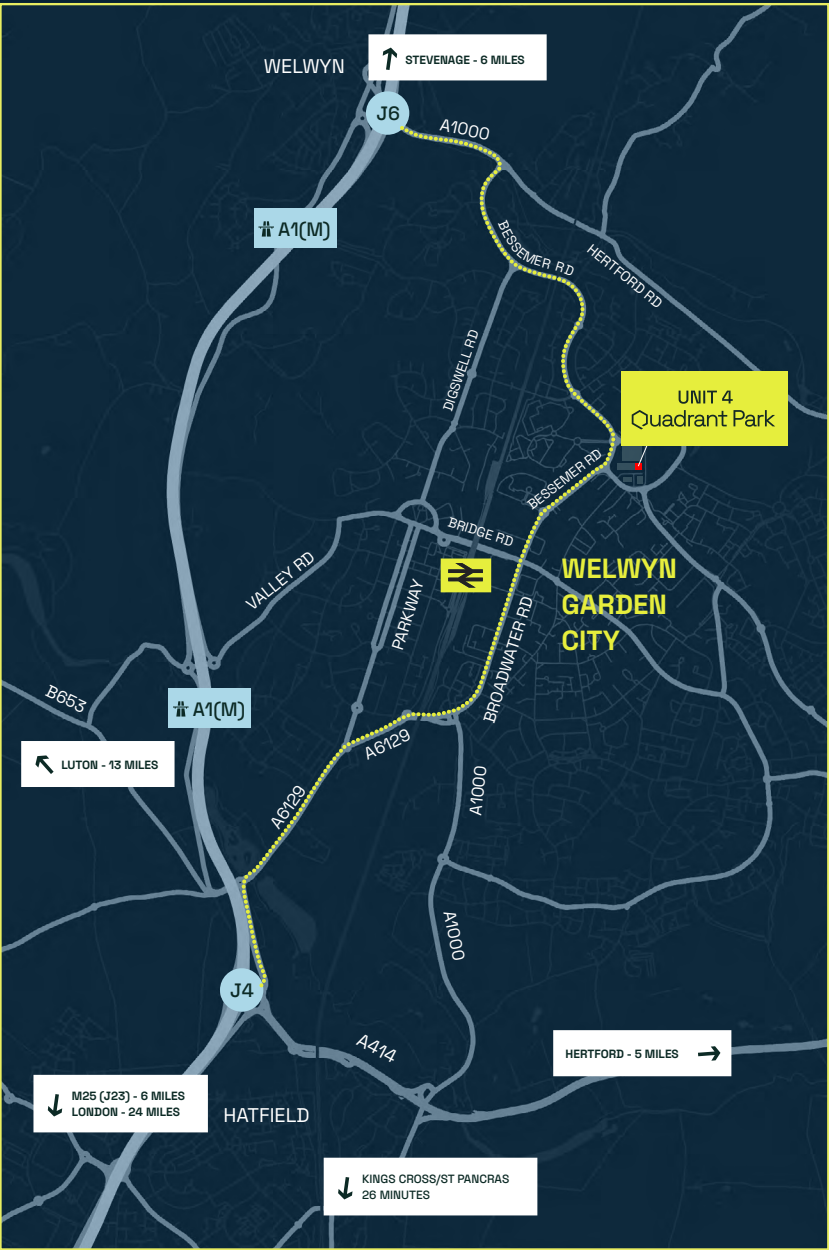 WELWYN
STEVENAGE - 6 MILES
J6
A1000
A1(M)
BESSEMER RD
HERTFORD RD
DIGSWELL RD
UNIT 4
Quadrant Park
BESSEMER RD
BRIDGE RD
VALLEY RD
PARKWAY
WELWYN
GARDEN
CITY
BROADWATER RD
B653
A1(M)
A6129
LUTON - 13 MILES
A6129
A1000
A1000
J4
A414
HERTFORD - 5 MILES
M25 (J23) - 6 MILES
LONDON - 24 MILES
HATFIELD
KINGS CROSS/ST PANCRAS
26 MINUTES